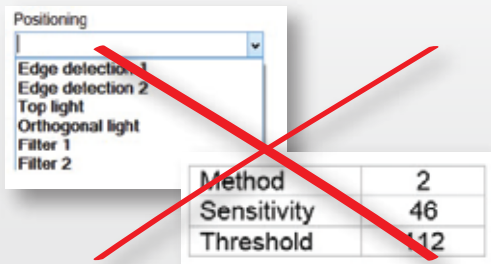 Positioning
Edge detection 1
Edge detection 2
Top light
Orthogonal light
Filter 1
Filter 2
Method 2
Sensitivity 46
Threshold 112